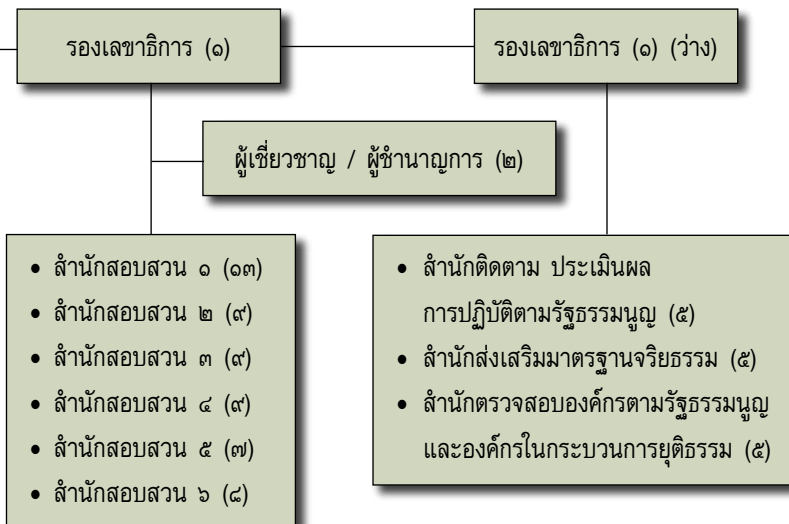 รองเลขาธิการ (๑)
รองเลขาธิการ (๑) (ว่าง)
ผู้เชี่ยวชาญ / ผู้ชำนาญการ (๒)
• สำนักสอบสวน ๑ (๑๓)
• สำนักสอบสวน ๒ (๙)
• สำนักสอบสวน ๓ (๙)
• สำนักสอบสวน ๔ (๙)
• สำนักสอบสวน ๕ (๗)
• สำนักสอบสวน ๖ (๘)
• สำนักติดตาม ประเมินผล
การปฏิบัติตามรัฐธรรมนูญ (๕)
• สำนักส่งเสริมมาตรฐานจริยธรรม (๕)
• สำนักตรวจสอบองค์กรตามรัฐธรรมนูญ
และองค์กรในกระบวนการยุติธรรม (๕)